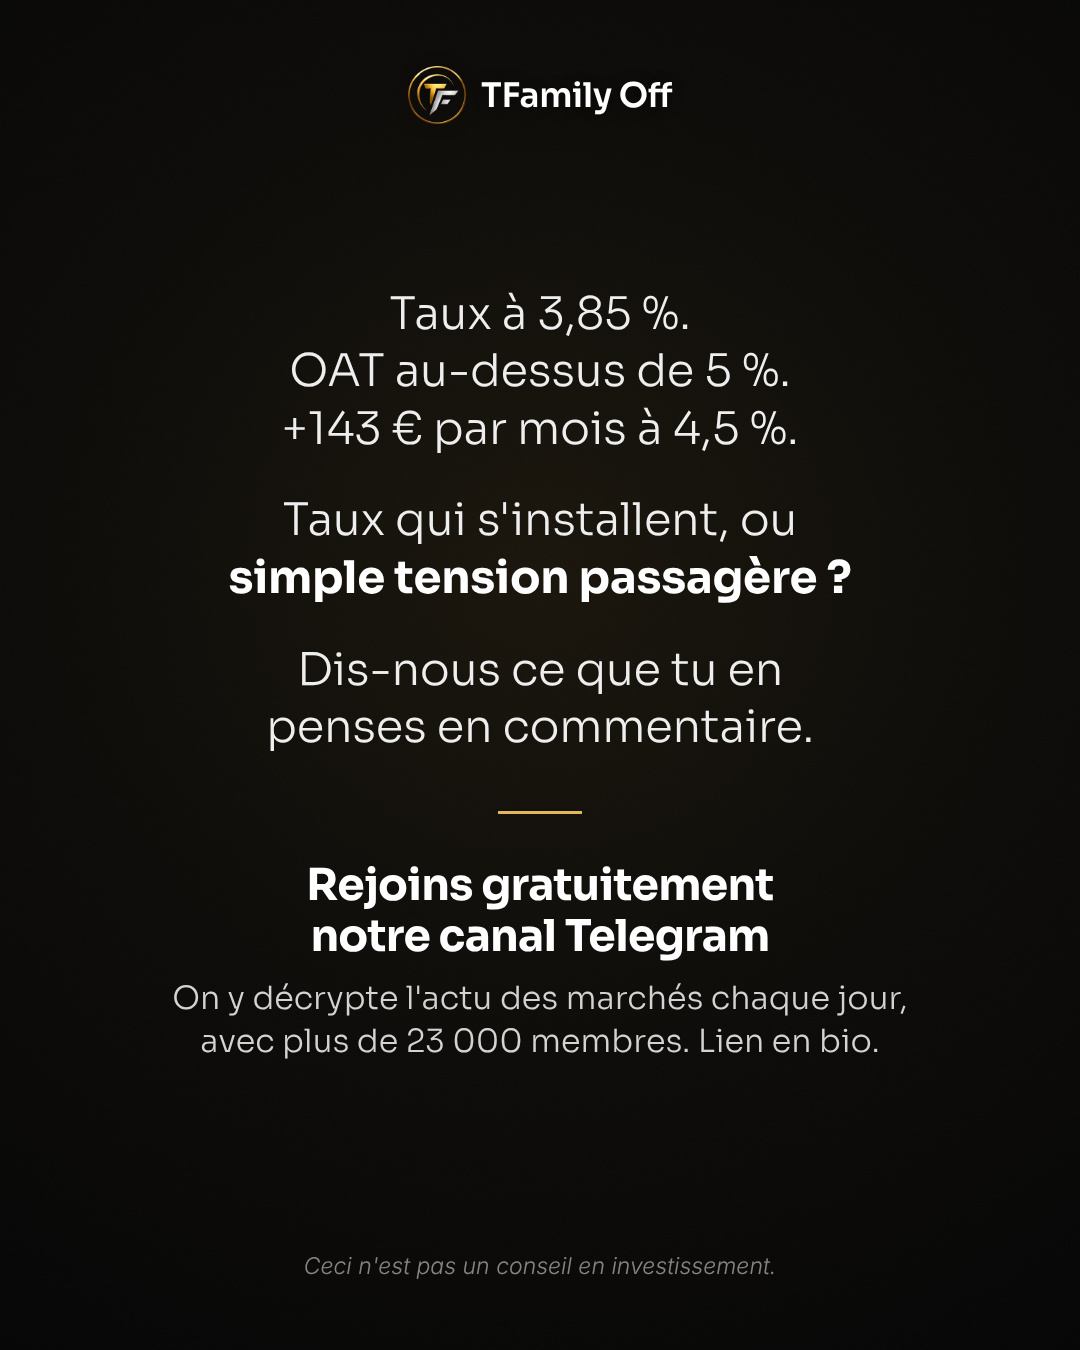 TF TFamily Off
Taux à 3,85 %.
OAT au-dessus de 5 %.
+143 € par mois à 4,5 %.
Taux qui s'installent, ou
simple tension passagère ?
Dis-nous ce que tu en
penses en commentaire.
Rejoins gratuitement
notre canal Telegram
On y décrypte l'actu des marchés chaque jour,
avec plus de 23 000 membres. Lien en bio.
Ceci n'est pas un conseil en investissement.